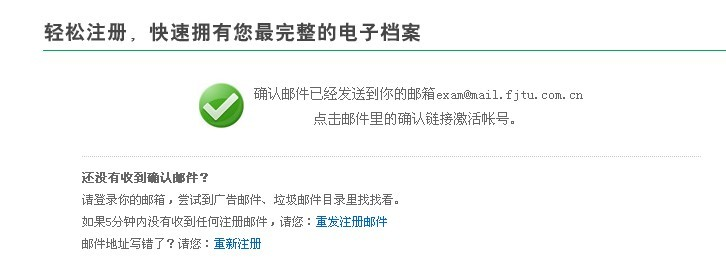 轻松注册，快速拥有您最完整的电子档案
确认邮件已经发送到你的邮箱exam@mail.fjtu.com.cn
点击邮件里的确认链接激活帐号。
还没有收到确认邮件？
请登录你的邮箱，尝试到广告邮件、垃圾邮件目录里找找看。
如果5分钟内没有收到任何注册邮件，请您：重发注册邮件
邮件地址写错了？请您：重新注册